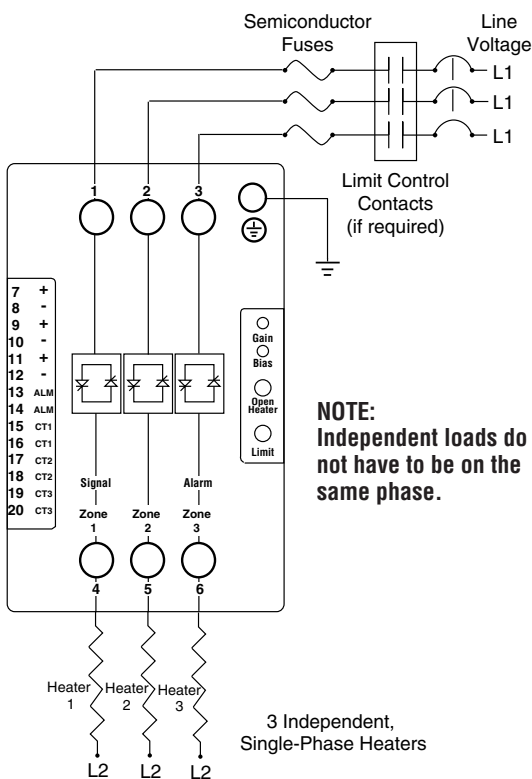 Semiconductor
Fuses
Line
Voltage
L1
L1
L1
Limit Control
Contacts
(if required)
1 2 3
7 +
8 -
9 +
10 -
11 +
12 -
13 ALM
14 ALM
15 CT1
16 CT1
17 CT2
18 CT2
19 CT3
20 CT3
Gain
Bias
Open
Heater
Limit
NOTE:
Independent loads do
not have to be on the
same phase.
Signal Alarm
Zone Zone Zone
1 2 3
4 5 6
Heater Heater Heater
1 2 3
3 Independent,
Single-Phase Heaters
L2 L2 L2